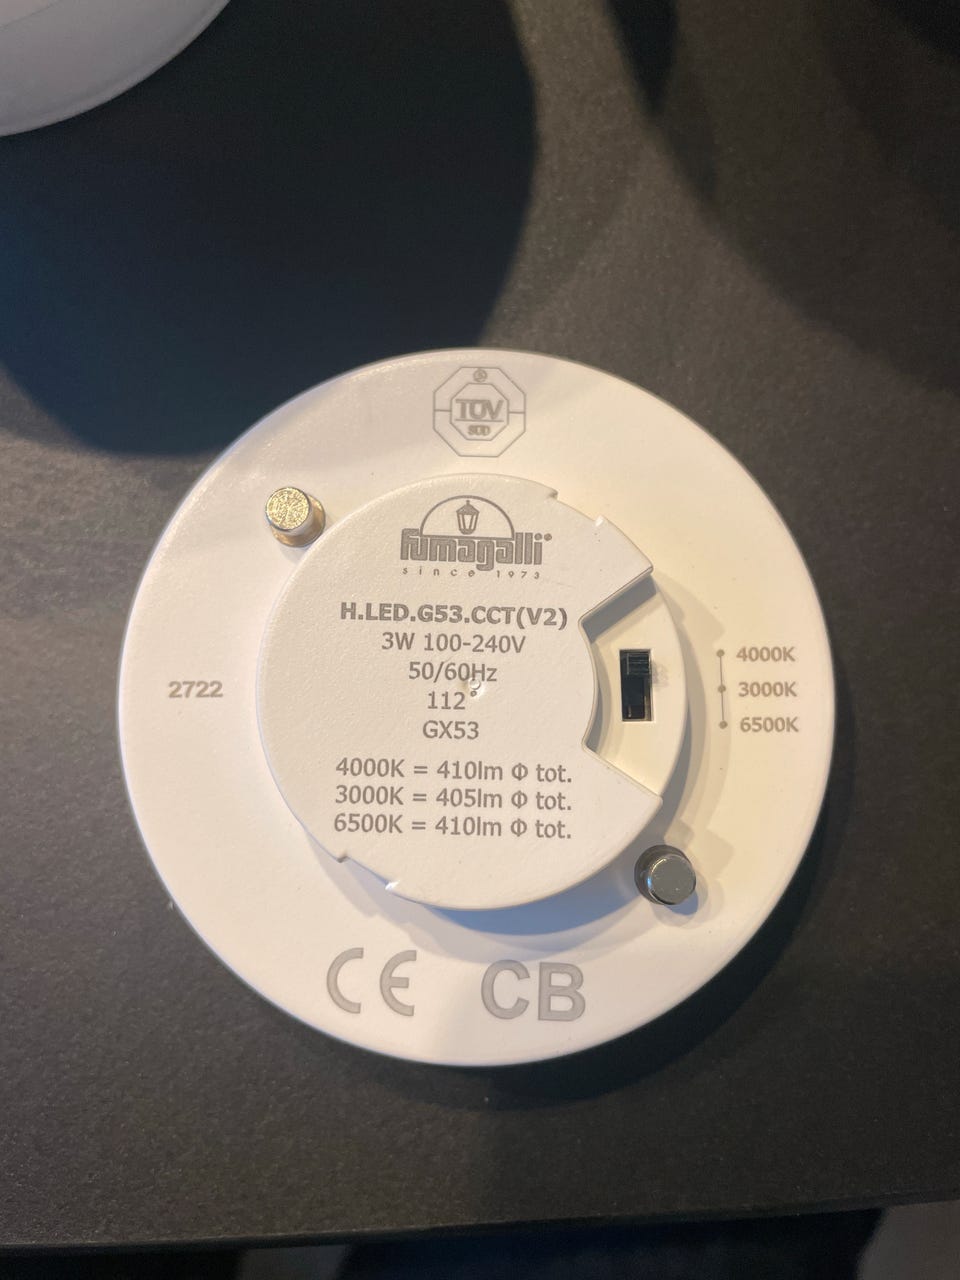 TÜV
SÜD
fumagalli®
since 1973
H.LED.G53.CCT(V2)
3W 100-240V
50/60Hz
112°
GX53
4000K = 410lm Φ tot.
3000K = 405lm Φ tot.
6500K = 410lm Φ tot.
2722
4000K
3000K
6500K
CE CB